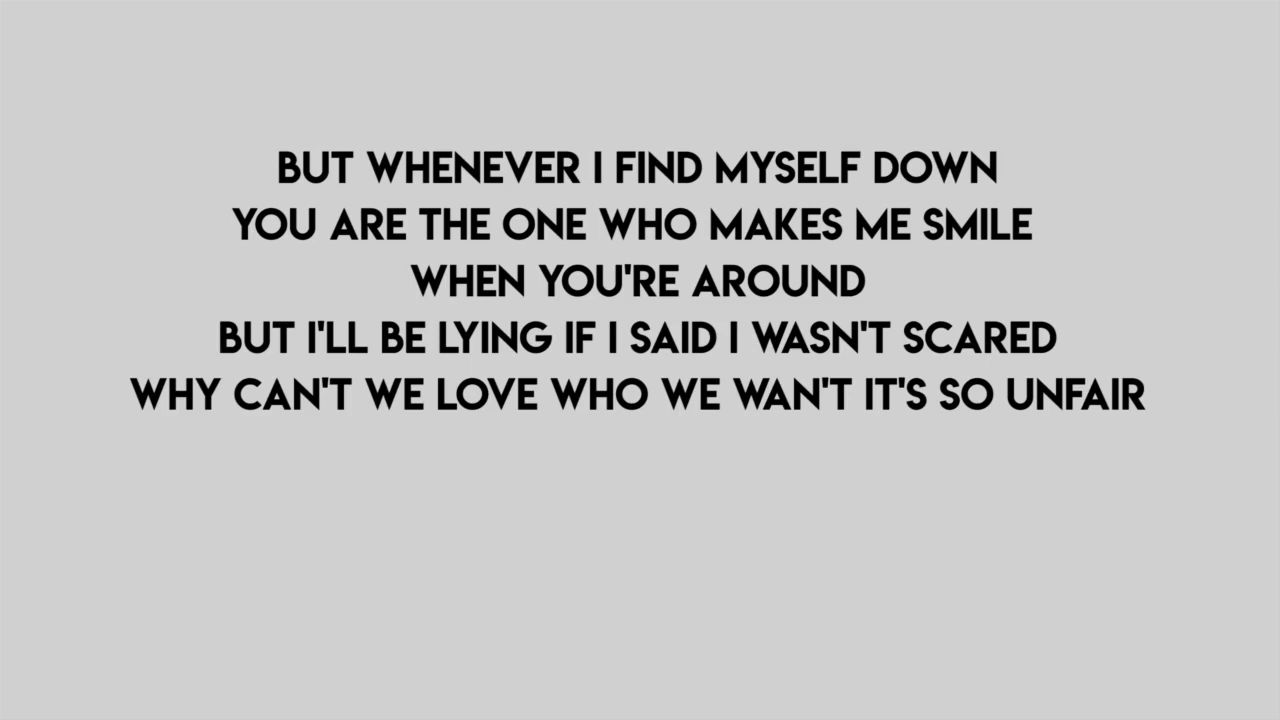 BUT WHENEVER I FIND MYSELF DOWN
YOU ARE THE ONE WHO MAKES ME SMILE
WHEN YOU'RE AROUND
BUT I'LL BE LYING IF I SAID I WASN'T SCARED
WHY CAN'T WE LOVE WHO WE WAN'T IT'S SO UNFAIR